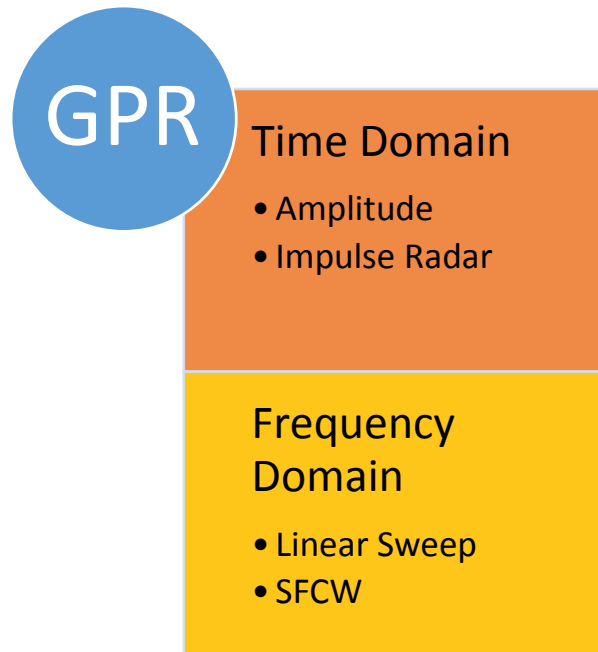 GPR
Time Domain
• Amplitude
• Impulse Radar
Frequency
Domain
• Linear Sweep
• SFCW